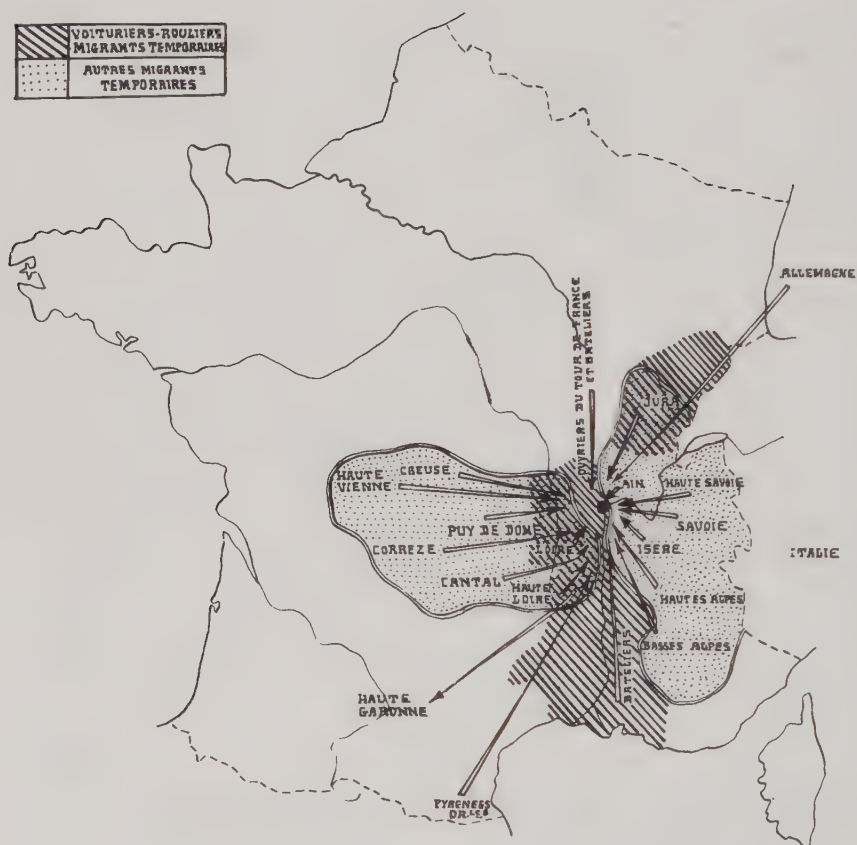 VOITURIERS-ROULIERS
MIGRANTS TEMPORAIRES
AUTRES MIGRANTS
TEMPORAIRES
ALLEMAGNE
OUVRIERS DU TOUR DE FRANCE
ET BATELIERS
JURA
AIN
HAUTE
VIENNE
CREUSE
HAUTE SAVOIE
PUY DE DOME
SAVOIE
CORREZE
LOIRE
ISERE
ITALIE
CANTAL
HAUTE
LOIRE
HAUTES ALPES
BASSES ALPES
BATELIERS
HAUTE
GARONNE
PYRENEES
OR.LES